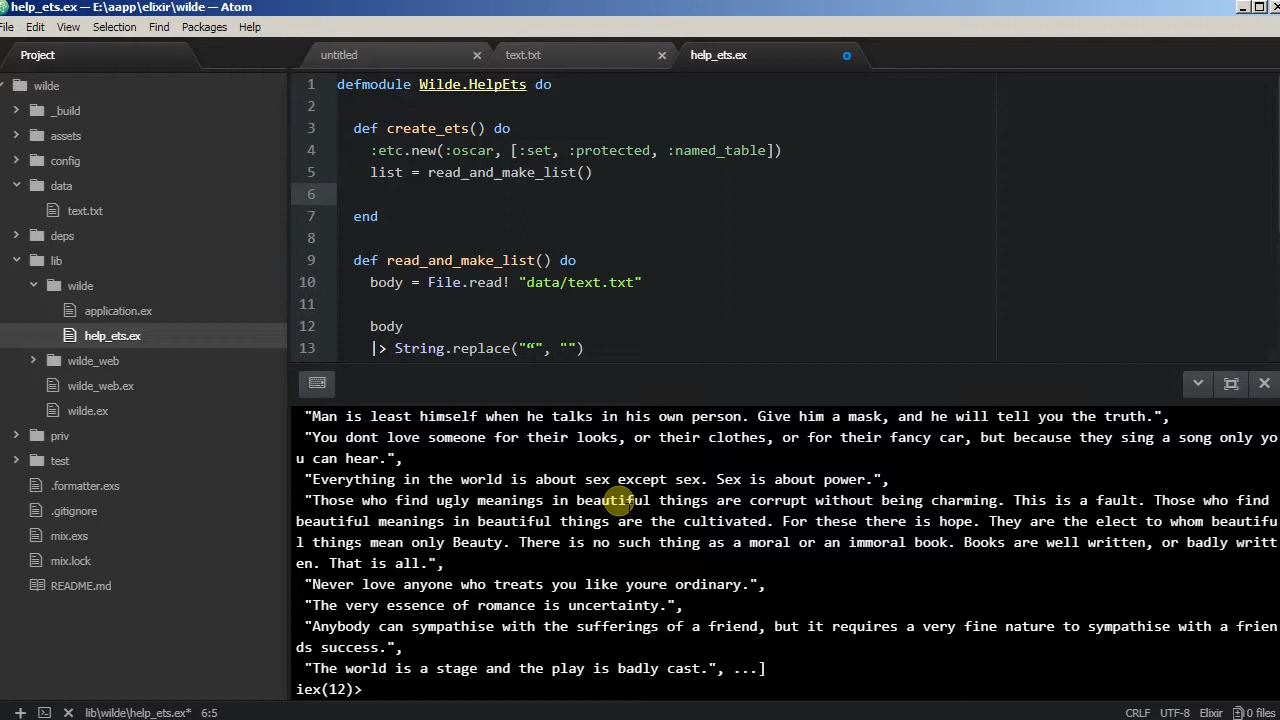 help_ets.ex — E:\aapp\elixir\wilde — Atom
File Edit View Selection Find Packages Help
Project
untitled
text.txt
help_ets.ex
wilde
_build
assets
config
data
text.txt
deps
lib
wilde
application.ex
help_ets.ex
wilde_web
wilde_web.ex
wilde.ex
priv
test
.formatter.exs
.gitignore
mix.exs
mix.lock
README.md
1 defmodule Wilde.HelpEts do
2
3 def create_ets() do
4 :etc.new(:oscar, [:set, :protected, :named_table])
5 list = read_and_make_list()
6
7 end
8
9 def read_and_make_list() do
10 body = File.read! "data/text.txt"
11
12 body
13 |> String.replace("“", "")
"Man is least himself when he talks in his own person. Give him a mask, and he will tell you the truth.",
"You dont love someone for their looks, or their clothes, or for their fancy car, but because they sing a song only yo
u can hear.",
"Everything in the world is about sex except sex. Sex is about power.",
"Those who find ugly meanings in beautiful things are corrupt without being charming. This is a fault. Those who find
beautiful meanings in beautiful things are the cultivated. For these there is hope. They are the elect to whom beautifu
l things mean only Beauty. There is no such thing as a moral or an immoral book. Books are well written, or badly writt
en. That is all.",
"Never love anyone who treats you like youre ordinary.",
"The very essence of romance is uncertainty.",
"Anybody can sympathise with the sufferings of a friend, but it requires a very fine nature to sympathise with a frien
ds success.",
"The world is a stage and the play is badly cast.", ...]
iex(12)>
lib\wilde\help_ets.ex* 6:5
CRLF UTF-8 Elixir 0 files